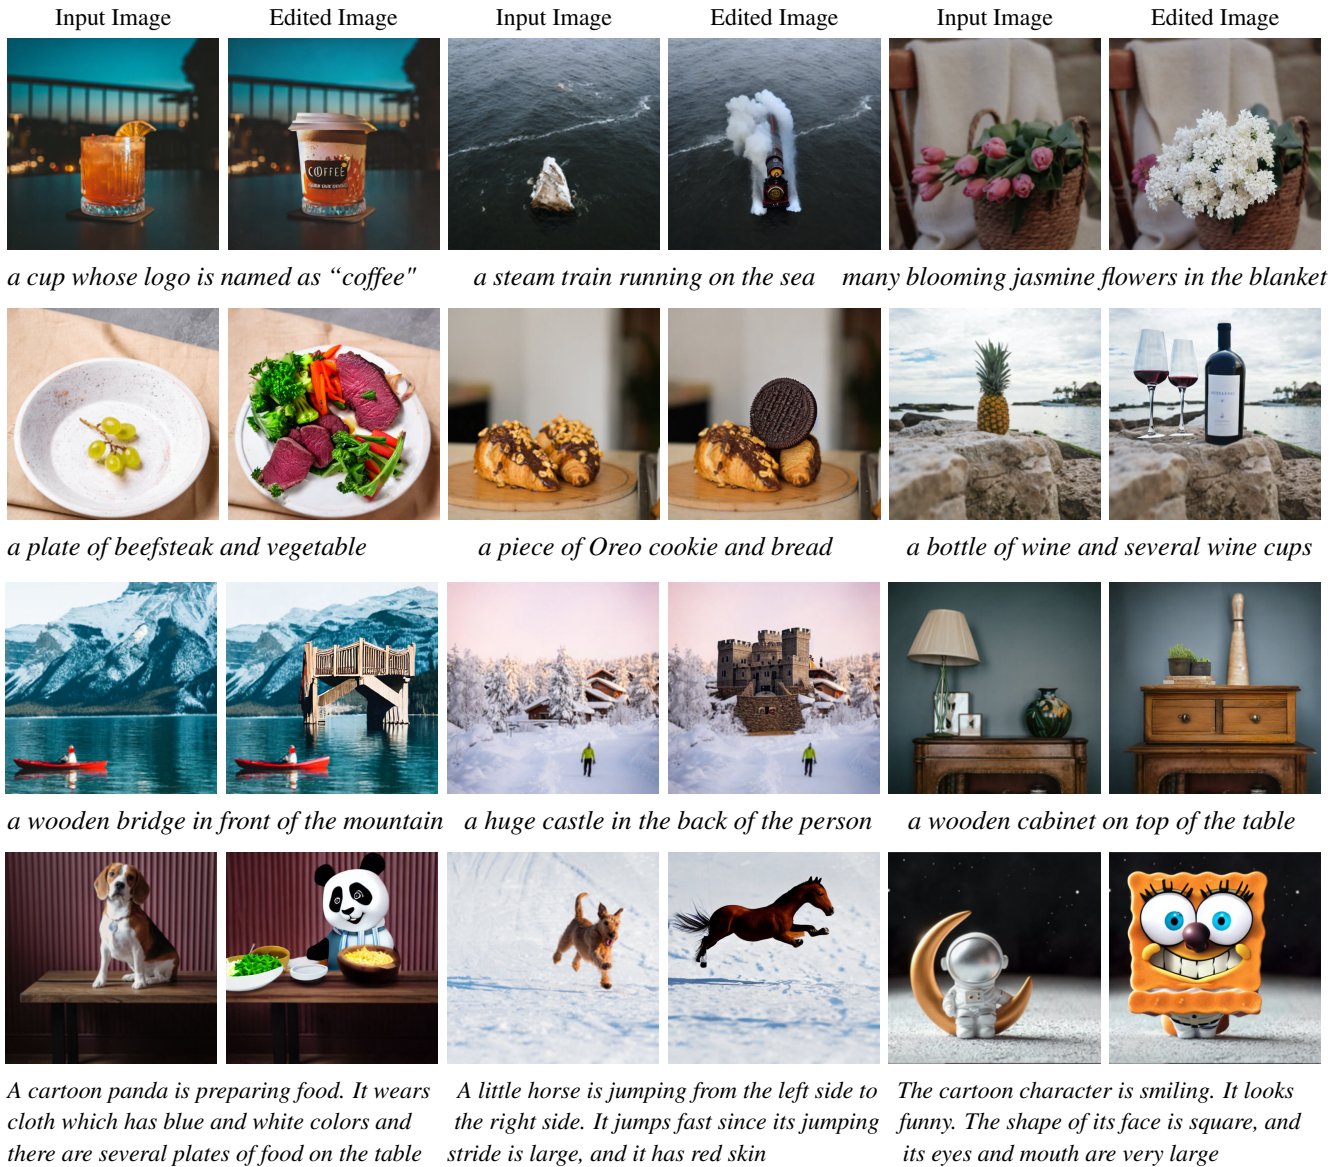 Input Image Edited Image Input Image Edited Image Input Image Edited Image
COFFEE
a cup whose logo is named as “coffee" a steam train running on the sea many blooming jasmine flowers in the blanket
a plate of beefsteak and vegetable a piece of Oreo cookie and bread a bottle of wine and several wine cups
a wooden bridge in front of the mountain a huge castle in the back of the person a wooden cabinet on top of the table
A cartoon panda is preparing food. It wears
cloth which has blue and white colors and
there are several plates of food on the table
A little horse is jumping from the left side to
the right side. It jumps fast since its jumping
stride is large, and it has red skin
The cartoon character is smiling. It looks
funny. The shape of its face is square, and
its eyes and mouth are very large